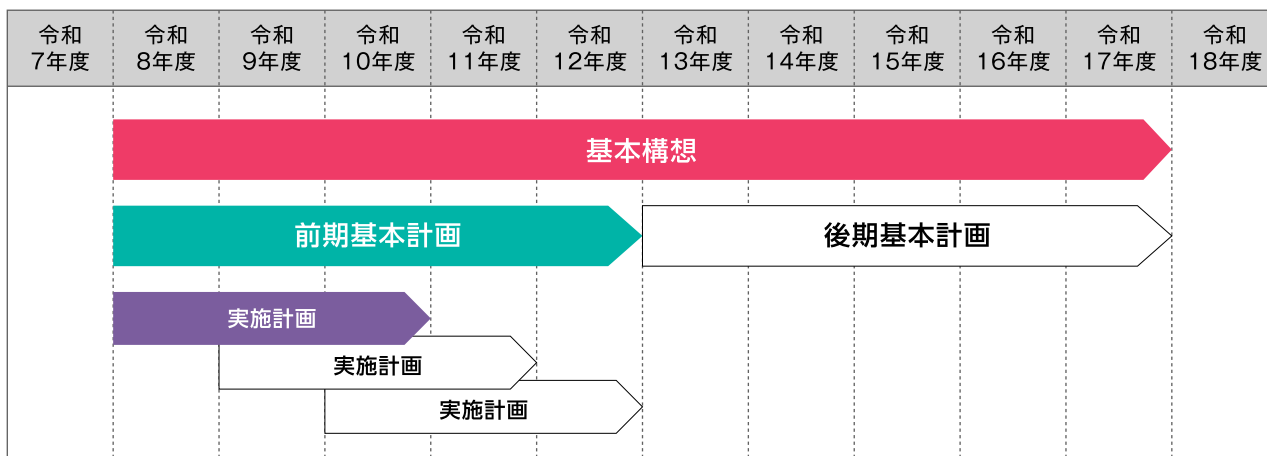 令和
7年度
令和
8年度
令和
9年度
令和
10年度
令和
11年度
令和
12年度
令和
13年度
令和
14年度
令和
15年度
令和
16年度
令和
17年度
令和
18年度
基本構想
前期基本計画
後期基本計画
実施計画
実施計画
実施計画